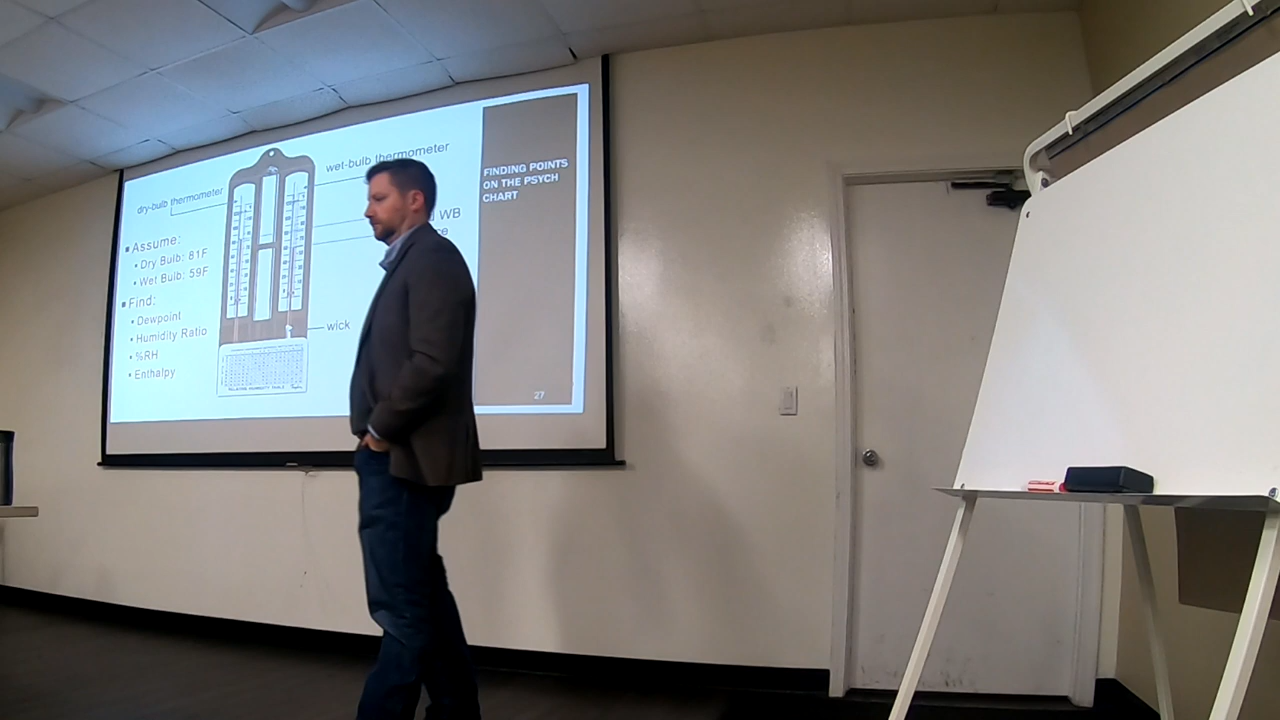 wet-bulb thermometer
dry-bulb thermometer
FINDING POINTS
ON THE PSYCH
CHART
WB
▪ Assume:
• Dry Bulb: 81F
• Wet Bulb: 59F
▪ Find:
• Dewpoint
• Humidity Ratio
• %RH
• Enthalpy
wick
27